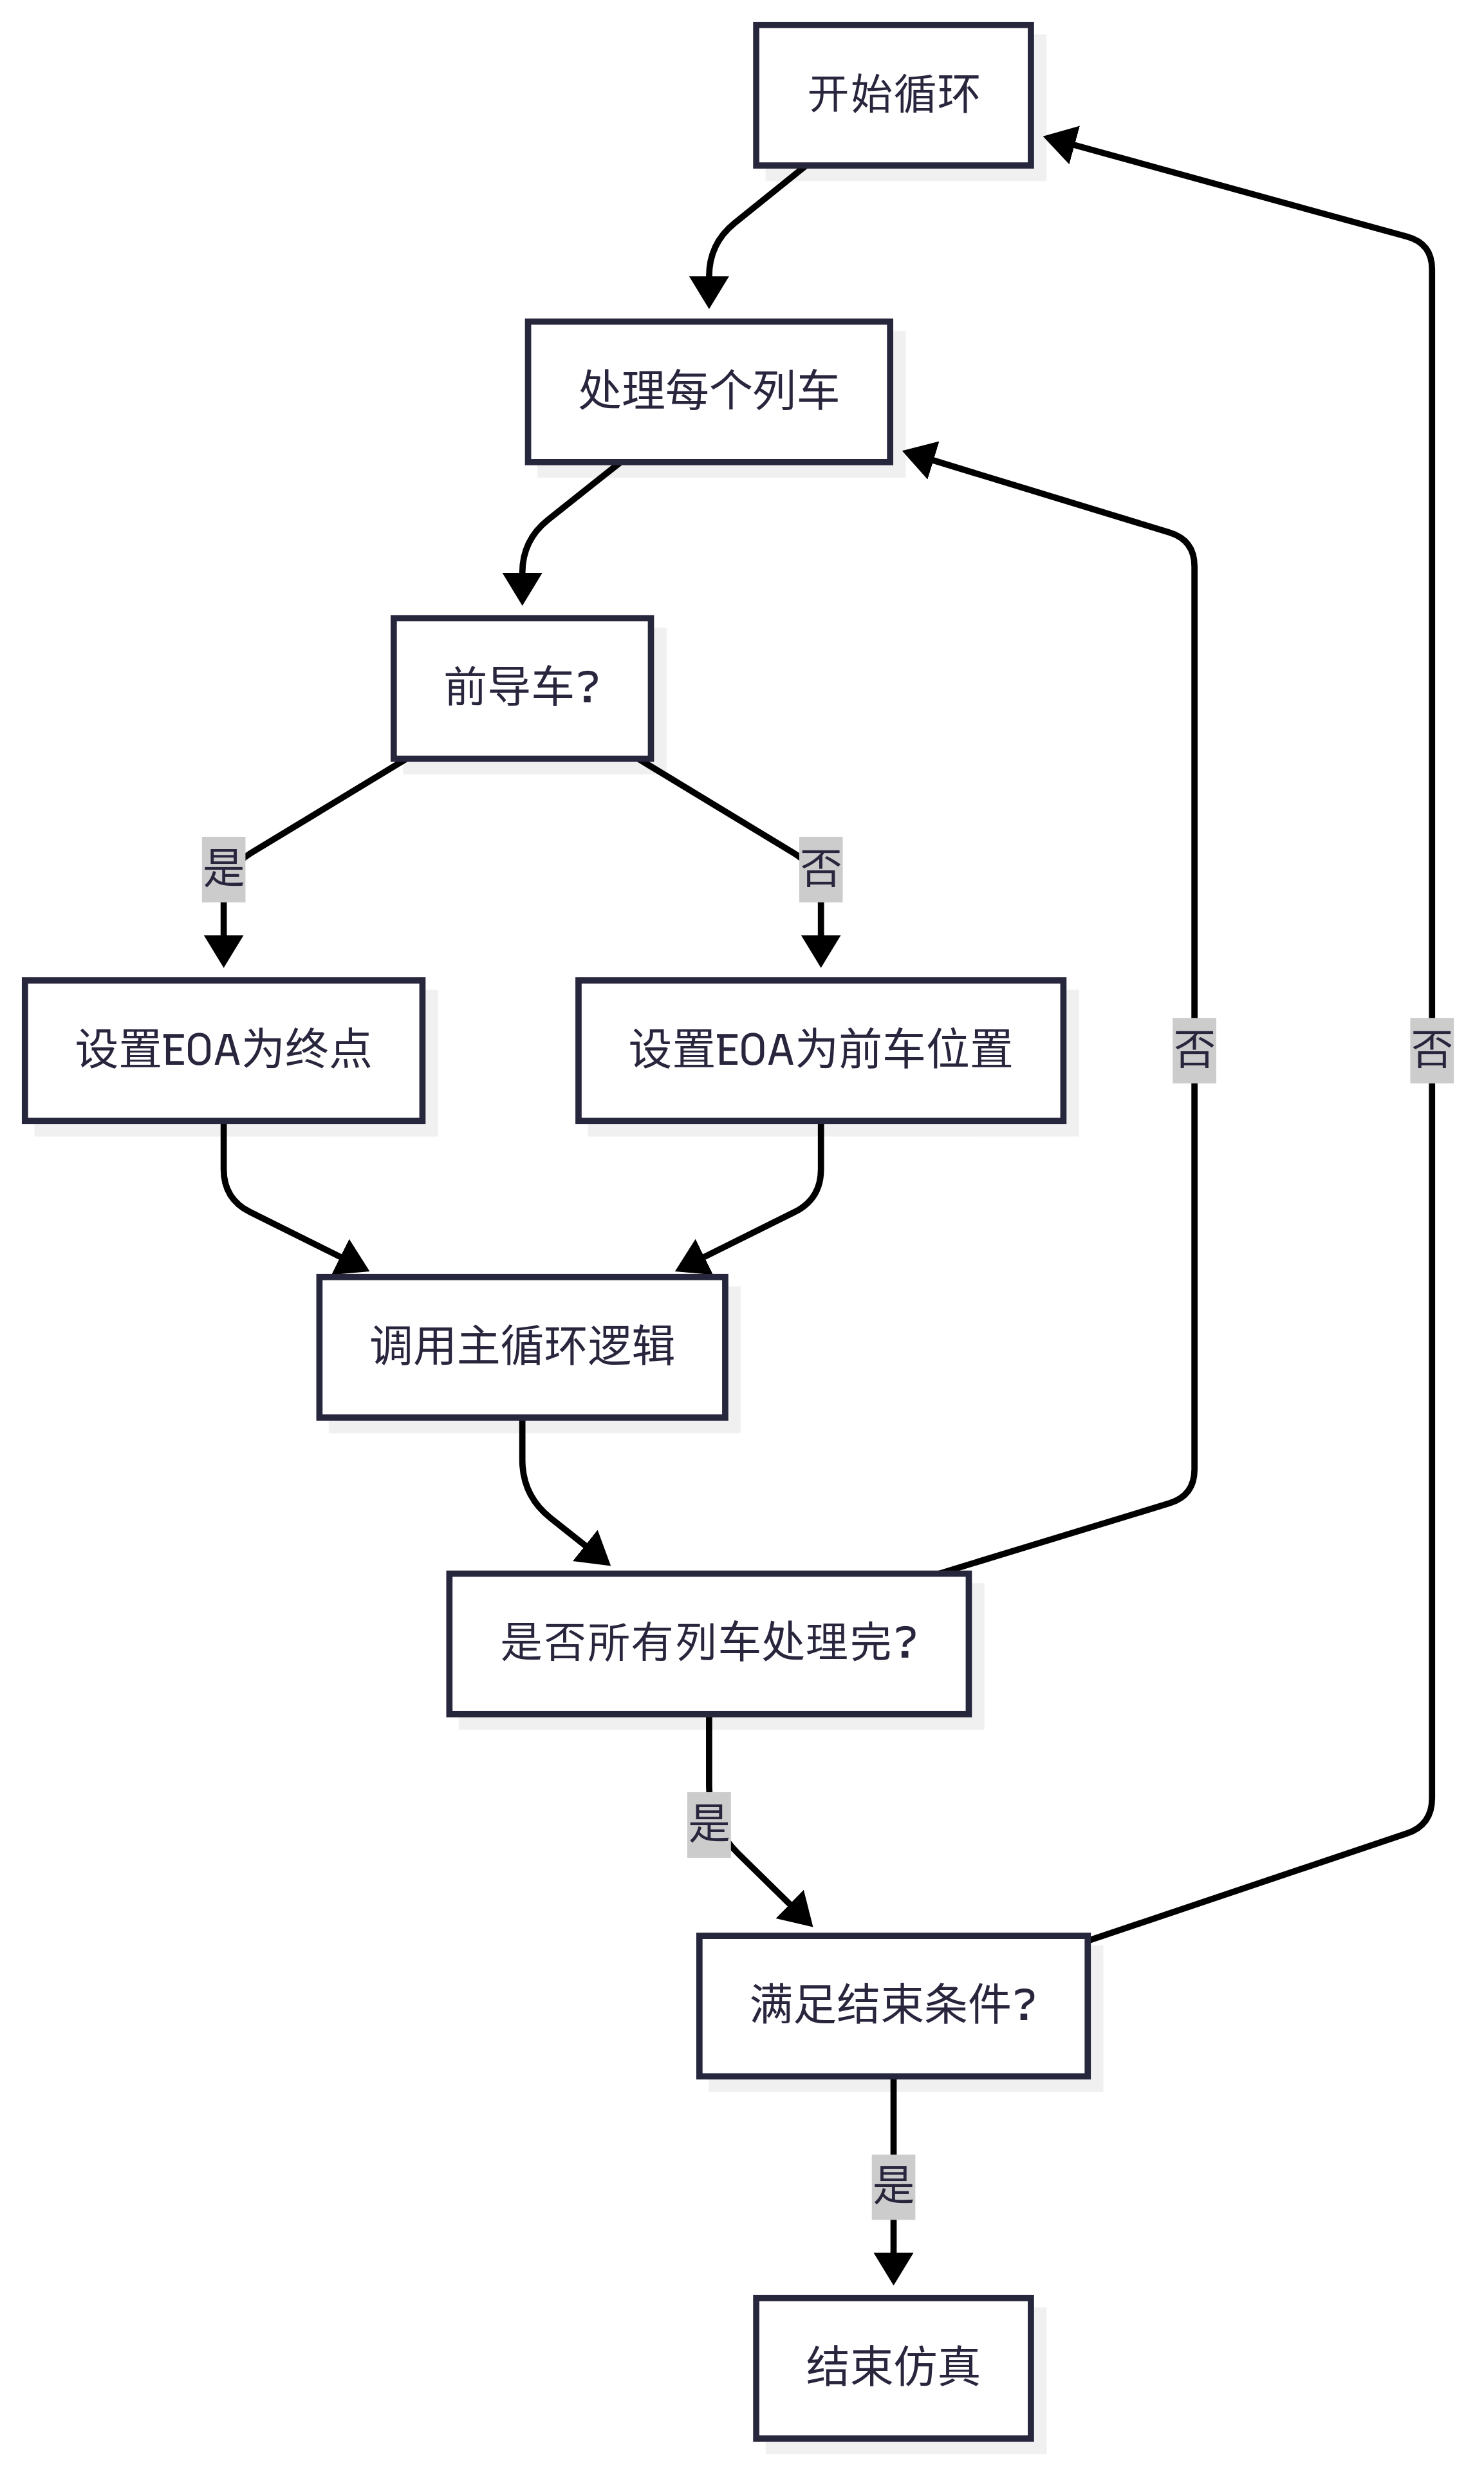 开始循环
处理每个列车
前导车?
是
否
设置EOA为终点
设置EOA为前车位置
否
否
调用主循环逻辑
是否所有列车处理完?
是
满足结束条件?
是
结束仿真